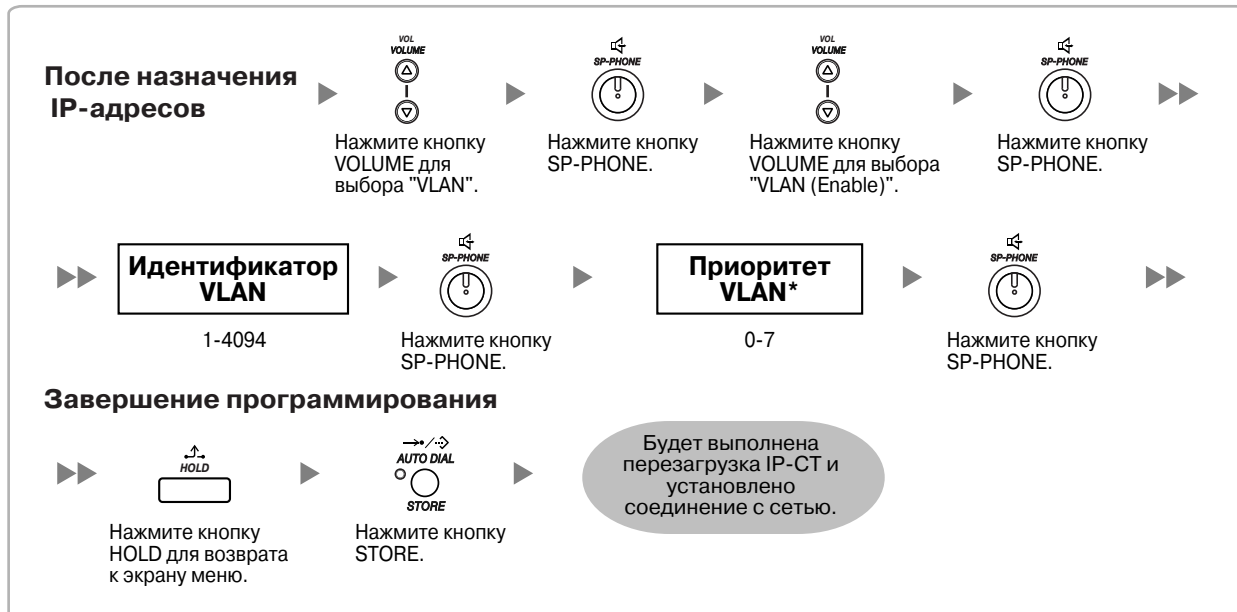 VOL
VOLUME
SP-PHONE
VOL
VOLUME
SP-PHONE
После назначения
IP-адресов
Нажмите кнопку
VOLUME для
выбора "VLAN".
Нажмите кнопку
SP-PHONE.
Нажмите кнопку
VOLUME для выбора
"VLAN (Enable)".
Нажмите кнопку
SP-PHONE.
Идентификатор
VLAN
1-4094
SP-PHONE
Нажмите кнопку
SP-PHONE.
Приоритет
VLAN*
0-7
SP-PHONE
Нажмите кнопку
SP-PHONE.
Завершение программирования
HOLD
Нажмите кнопку
HOLD для возврата
к экрану меню.
AUTO DIAL
STORE
Нажмите кнопку
STORE.
Будет выполнена
перезагрузка IP-CT и
установлено
соединение с сетью.